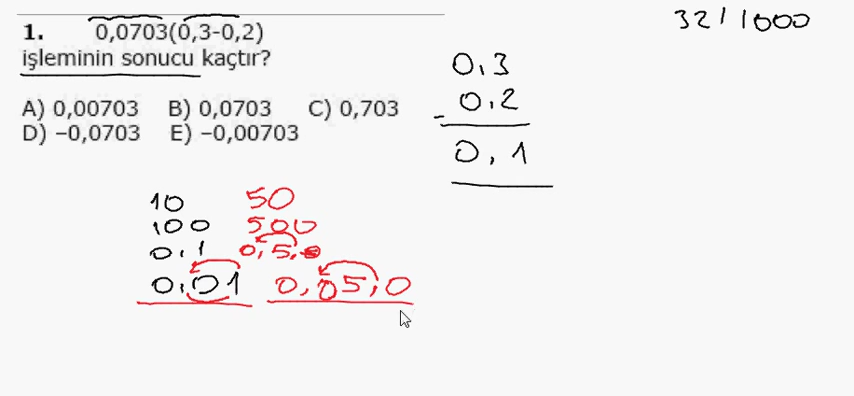 32 / 1000
1. 0,0703(0,3-0,2)
işleminin sonucu kaçtır?
A) 0,00703 B) 0,0703 C) 0,703
D) –0,0703 E) –0,00703
0,3
- 0,2
0,1
10 50
100 500
0,1 0,5,0
0,01 0,05,0